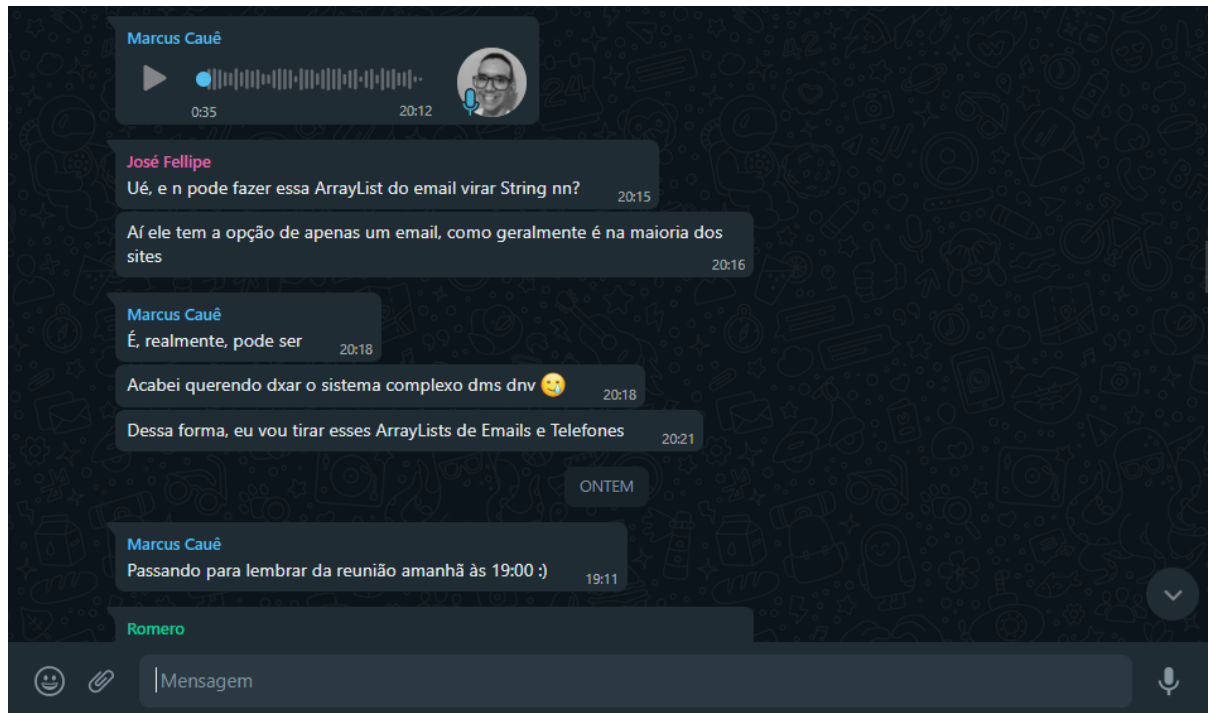 Marcus Cauê
0:35 20:12
José Fellipe
Ué, e n pode fazer essa ArrayList do email virar String nn? 20:15
Aí ele tem a opção de apenas um email, como geralmente é na maioria dos
sites 20:16
Marcus Cauê
É, realmente, pode ser 20:18
Acabei querendo dxar o sistema complexo dms dnv 🥲 20:18
Dessa forma, eu vou tirar esses ArrayLists de Emails e Telefones 20:21
ONTEM
Marcus Cauê
Passando para lembrar da reunião amanhã às 19:00 :) 19:11
Romero
Mensagem